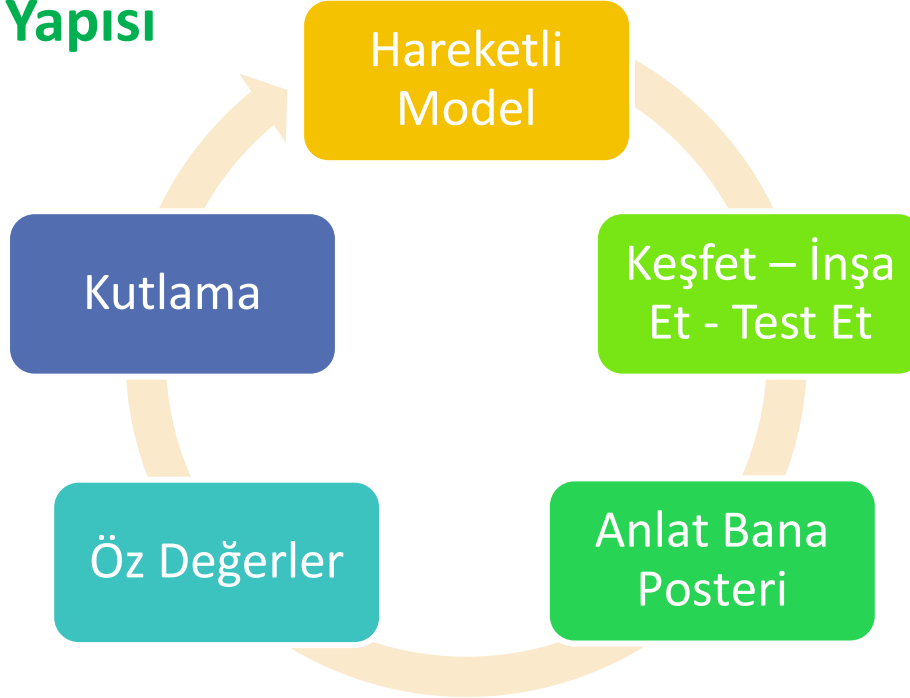 Yapısı
Hareketli
Model
Keşfet – İnşa
Et - Test Et
Anlat Bana
Posteri
Öz Değerler
Kutlama